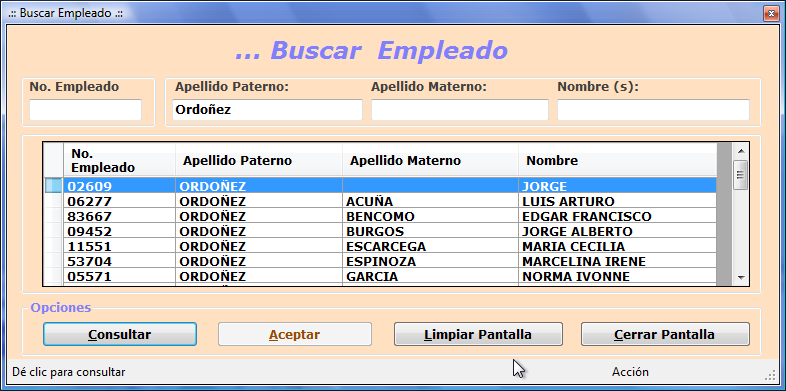 .:: Buscar Empleado .::
... Buscar  Empleado
No. Empleado Apellido Paterno: Apellido Materno: Nombre (s):
Ordoñez
No. Empleado Apellido Paterno Apellido Materno Nombre
02609 ORDOÑEZ JORGE
06277 ORDOÑEZ ACUÑA LUIS ARTURO
83667 ORDOÑEZ BENCOMO EDGAR FRANCISCO
09452 ORDOÑEZ BURGOS JORGE ALBERTO
11551 ORDOÑEZ ESCARCEGA MARIA CECILIA
53704 ORDOÑEZ ESPINOZA MARCELINA IRENE
05571 ORDOÑEZ GARCIA NORMA IVONNE
Opciones
Consultar Aceptar Limpiar Pantalla Cerrar Pantalla
Dé clic para consultar Acción